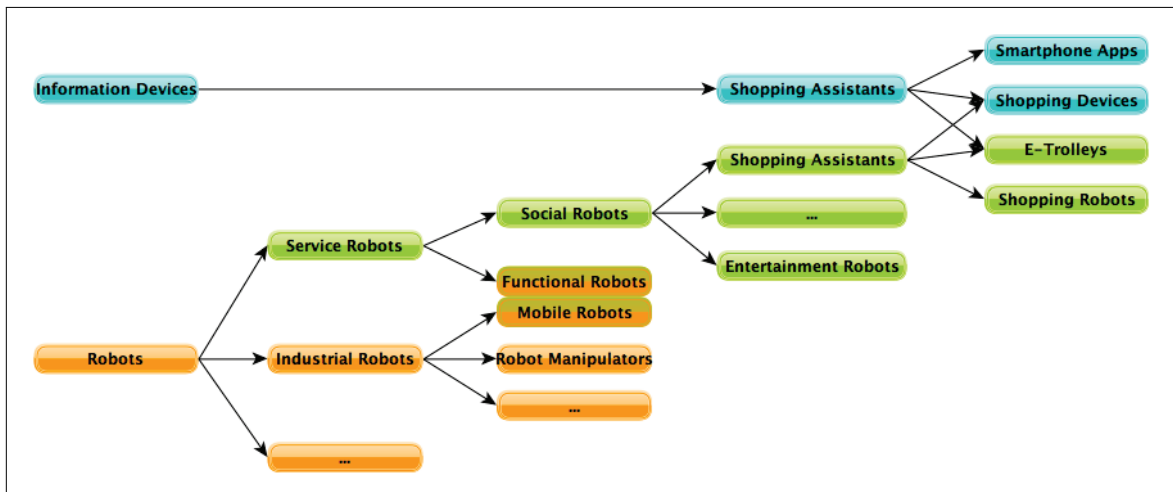 Smartphone Apps
Information Devices
Shopping Assistants
Shopping Devices
E-Trolleys
Shopping Assistants
Shopping Robots
Social Robots
...
Service Robots
Entertainment Robots
Functional Robots
Mobile Robots
Robots
Industrial Robots
Robot Manipulators
...
...